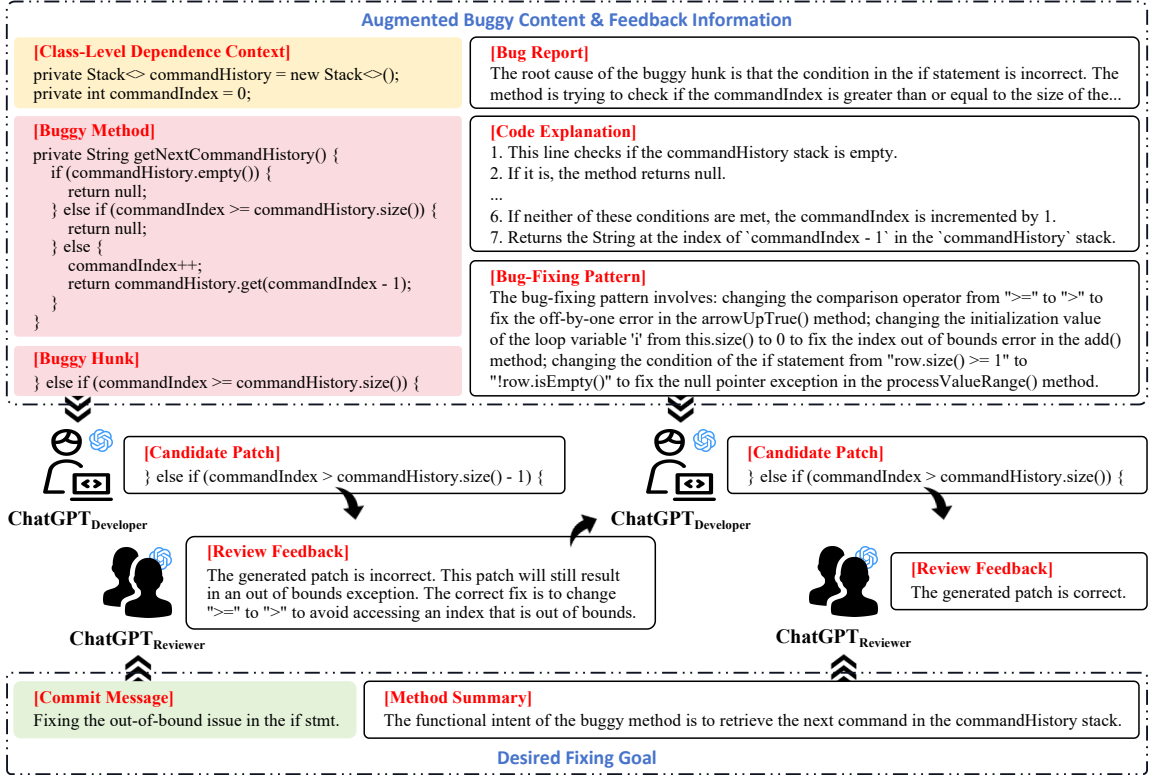 Augmented Buggy Content & Feedback Information
[Class-Level Dependence Context]
private Stack<> commandHistory = new Stack<>();
private int commandIndex = 0;
[Buggy Method]
private String getNextCommandHistory() {
if (commandHistory.empty()) {
return null;
} else if (commandIndex >= commandHistory.size()) {
return null;
} else {
commandIndex++;
return commandHistory.get(commandIndex - 1);
}
}
[Buggy Hunk]
} else if (commandIndex >= commandHistory.size()) {
[Bug Report]
The root cause of the buggy hunk is that the condition in the if statement is incorrect. The
method is trying to check if the commandIndex is greater than or equal to the size of the...
[Code Explanation]
1. This line checks if the commandHistory stack is empty.
2. If it is, the method returns null.
...
6. If neither of these conditions are met, the commandIndex is incremented by 1.
7. Returns the String at the index of `commandIndex - 1` in the `commandHistory` stack.
[Bug-Fixing Pattern]
The bug-fixing pattern involves: changing the comparison operator from ">=" to ">" to
fix the off-by-one error in the arrowUpTrue() method; changing the initialization value
of the loop variable 'i' from this.size() to 0 to fix the index out of bounds error in the add()
method; changing the condition of the if statement from "row.size() >= 1" to
"!row.isEmpty()" to fix the null pointer exception in the processValueRange() method.
[Candidate Patch]
} else if (commandIndex > commandHistory.size() - 1) {
ChatGPTDeveloper
[Review Feedback]
The generated patch is incorrect. This patch will still result
in an out of bounds exception. The correct fix is to change
">=" to ">" to avoid accessing an index that is out of bounds.
ChatGPTReviewer
[Candidate Patch]
} else if (commandIndex > commandHistory.size()) {
ChatGPTDeveloper
[Review Feedback]
The generated patch is correct.
ChatGPTReviewer
[Commit Message]
Fixing the out-of-bound issue in the if stmt.
[Method Summary]
The functional intent of the buggy method is to retrieve the next command in the commandHistory stack.
Desired Fixing Goal